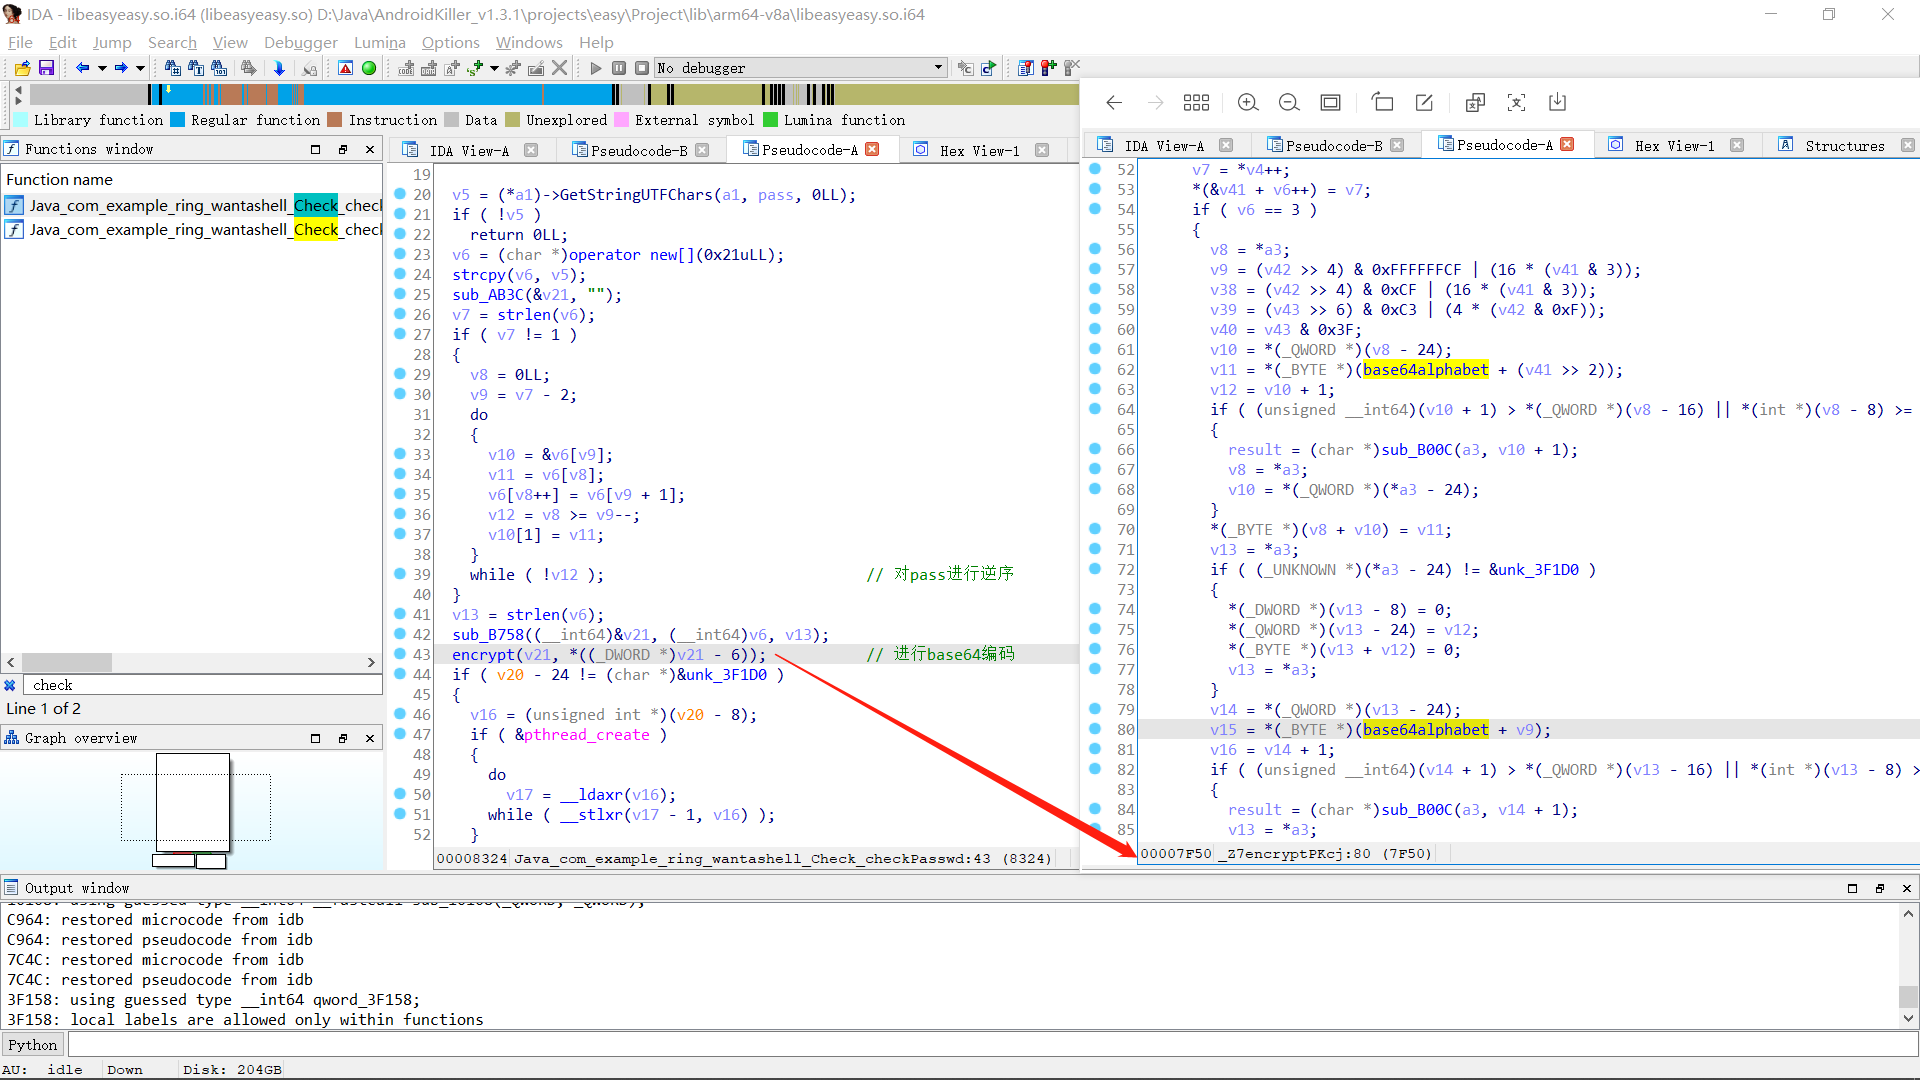 IDA - libeasyeasy.so.i64 (libeasyeasy.so) D:\Java\AndroidKiller_v1.3.1\projects\easy\Project\lib\arm64-v8a\libeasyeasy.so.i64
File Edit Jump Search View Debugger Lumina Options Windows Help
No debugger
Library function Regular function Instruction Data Unexplored External symbol Lumina function
Functions window
Function name
Java_com_example_ring_wantashell_Check_check
Java_com_example_ring_wantashell_Check_check
check
Line 1 of 2
Graph overview
IDA View-A Pseudocode-B Pseudocode-A Hex View-1
19
20 v5 = (*a1)->GetStringUTFChars(a1, pass, 0LL);
21 if ( !v5 )
22 return 0LL;
23 v6 = (char *)operator new[](0x21uLL);
24 strcpy(v6, v5);
25 sub_AB3C(&v21, "");
26 v7 = strlen(v6);
27 if ( v7 != 1 )
28 {
29 v8 = 0LL;
30 v9 = v7 - 2;
31 do
32 {
33 v10 = &v6[v9];
34 v11 = v6[v8];
35 v6[v8++] = v6[v9 + 1];
36 v12 = v8 >= v9--;
37 v10[1] = v11;
38 }
39 while ( !v12 ); // 对pass进行逆序
40 }
41 v13 = strlen(v6);
42 sub_B758((__int64)&v21, (__int64)v6, v13);
43 encrypt(v21, *((_DWORD *)v21 - 6)); // 进行base64编码
44 if ( v20 - 24 != (char *)&unk_3F1D0 )
45 {
46 v16 = (unsigned int *)(v20 - 8);
47 if ( &pthread_create )
48 {
49 do
50 v17 = __ldaxr(v16);
51 while ( __stlxr(v17 - 1, v16) );
52 }
00008324 Java_com_example_ring_wantashell_Check_checkPasswd:43 (8324)
IDA View-A Pseudocode-B Pseudocode-A Hex View-1 Structures
52 v7 = *v4++;
53 *(&v41 + v6++) = v7;
54 if ( v6 == 3 )
55 {
56 v8 = *a3;
57 v9 = (v42 >> 4) & 0xFFFFFFCF | (16 * (v41 & 3));
58 v38 = (v42 >> 4) & 0xCF | (16 * (v41 & 3));
59 v39 = (v43 >> 6) & 0xC3 | (4 * (v42 & 0xF));
60 v40 = v43 & 0x3F;
61 v10 = *(_QWORD *)(v8 - 24);
62 v11 = *(_BYTE *)(base64alphabet + (v41 >> 2));
63 v12 = v10 + 1;
64 if ( (unsigned __int64)(v10 + 1) > *(_QWORD *)(v8 - 16) || *(int *)(v8 - 8) >=
65 {
66 result = (char *)sub_B00C(a3, v10 + 1);
67 v8 = *a3;
68 v10 = *(_QWORD *)(*a3 - 24);
69 }
70 *(_BYTE *)(v8 + v10) = v11;
71 v13 = *a3;
72 if ( (_UNKNOWN *)(*a3 - 24) != &unk_3F1D0 )
73 {
74 *(_DWORD *)(v13 - 8) = 0;
75 *(_QWORD *)(v13 - 24) = v12;
76 *(_BYTE *)(v13 + v12) = 0;
77 v13 = *a3;
78 }
79 v14 = *(_QWORD *)(v13 - 24);
80 v15 = *(_BYTE *)(base64alphabet + v9);
81 v16 = v14 + 1;
82 if ( (unsigned __int64)(v14 + 1) > *(_QWORD *)(v13 - 16) || *(int *)(v13 - 8) >
83 {
84 result = (char *)sub_B00C(a3, v14 + 1);
85 v13 = *a3;
00007F50 _Z7encryptPKcj:80 (7F50)
Output window
C964: restored microcode from idb
C964: restored pseudocode from idb
7C4C: restored microcode from idb
7C4C: restored pseudocode from idb
3F158: using guessed type __int64 qword_3F158;
3F158: local labels are allowed only within functions
Python
AU: idle Down Disk: 204GB